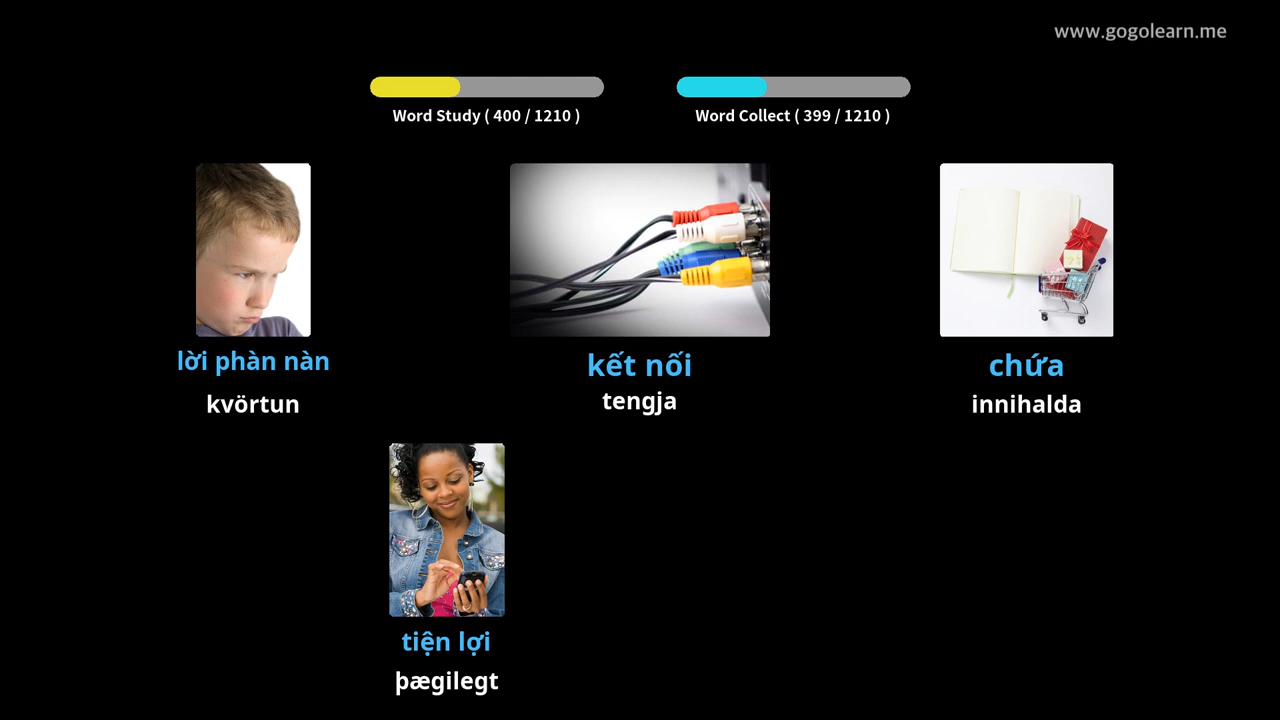 www.gogolearn.me
Word Study ( 400 / 1210 )
Word Collect ( 399 / 1210 )
lời phàn nàn
kvörtun
kết nối
tengja
chứa
innihalda
tiện lợi
þægilegt